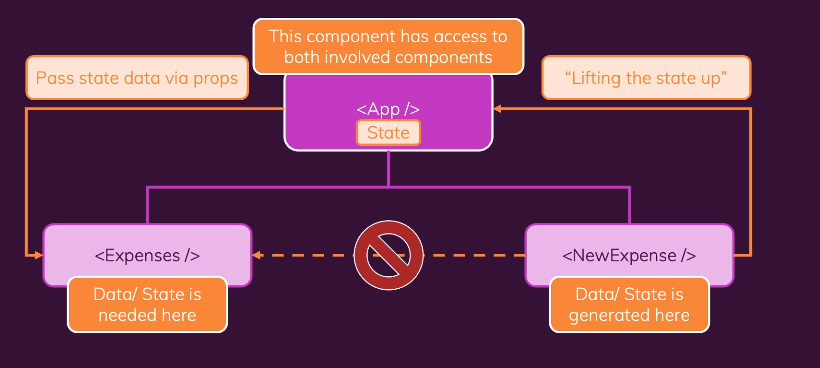 This component has access to
both involved components
Pass state data via props
“Lifting the state up”
<App />
State
<Expenses />
<NewExpense />
Data/ State is
needed here
Data/ State is
generated here